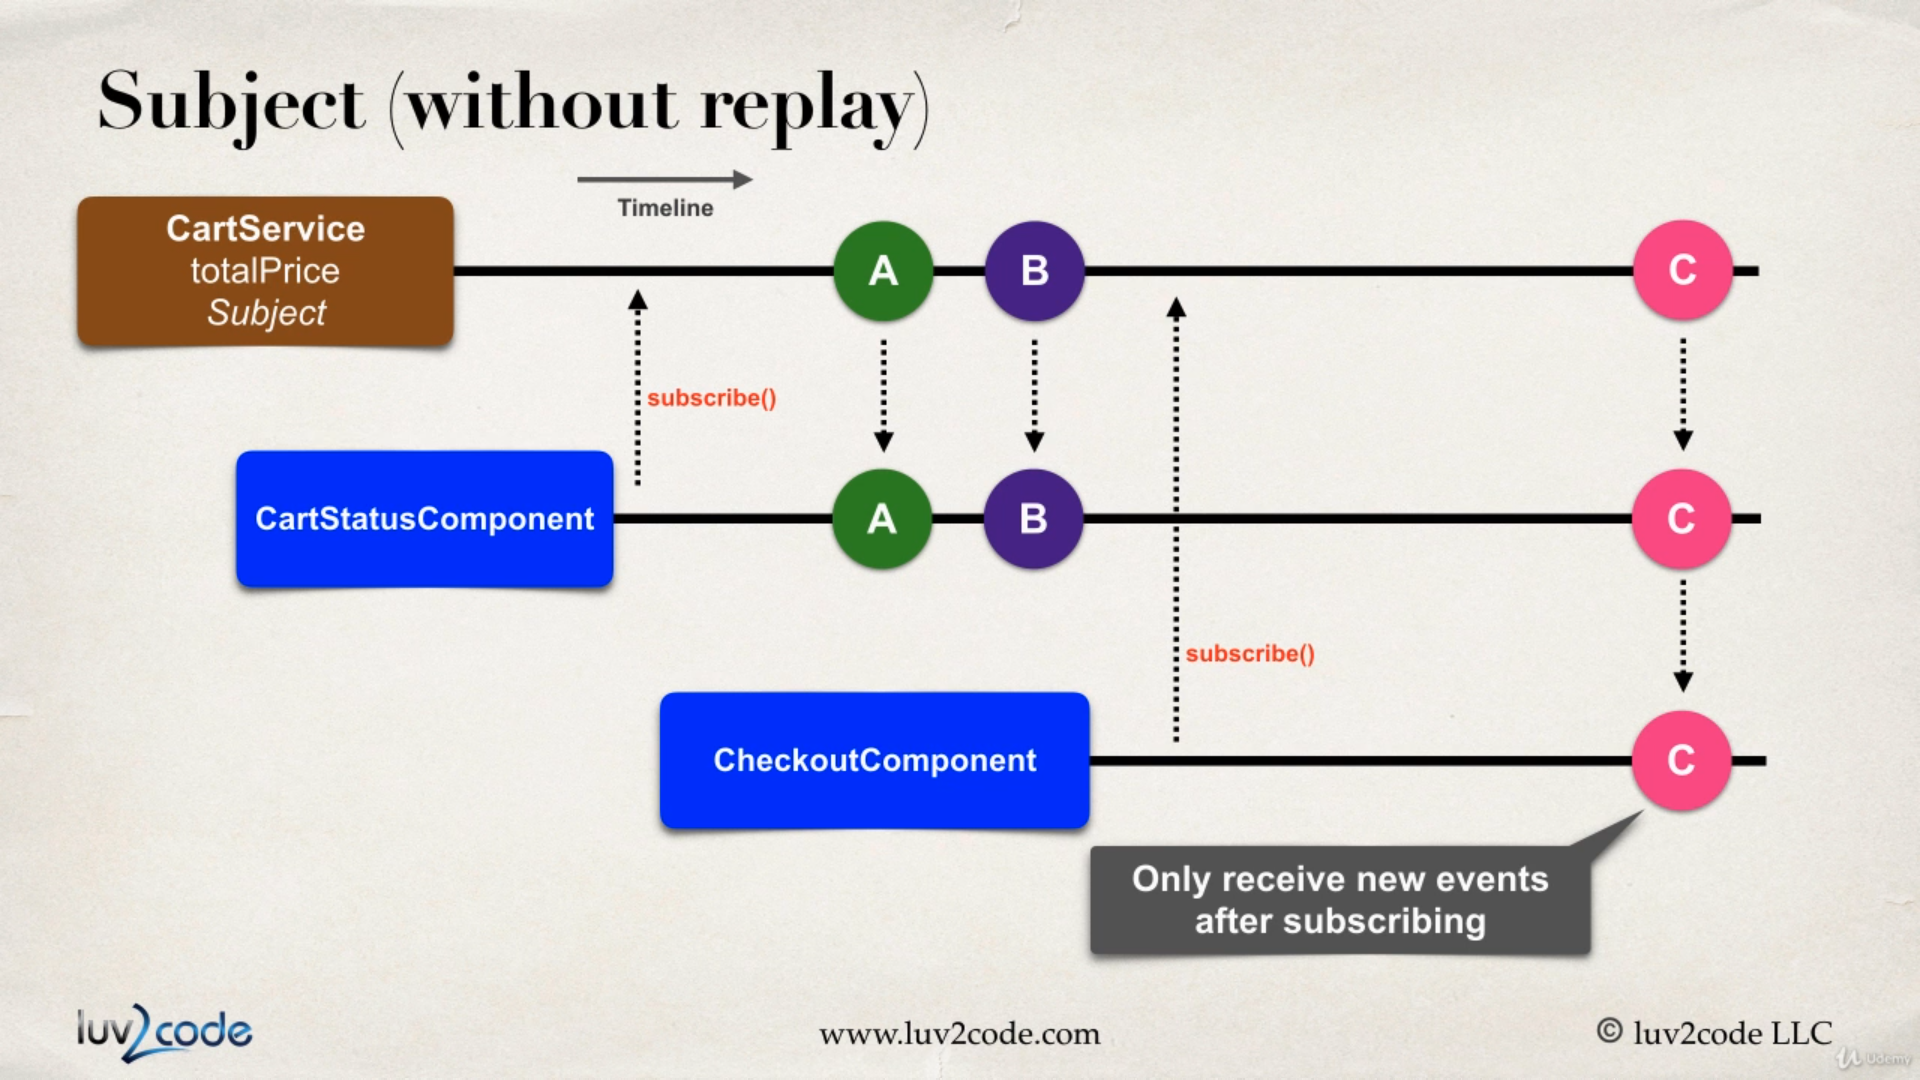 Subject (without replay)
Timeline
CartService
totalPrice
Subject
A
B
C
subscribe()
CartStatusComponent
A
B
C
subscribe()
CheckoutComponent
C
Only receive new events
after subscribing
luv2code
www.luv2code.com
© luv2code LLC
Udemy